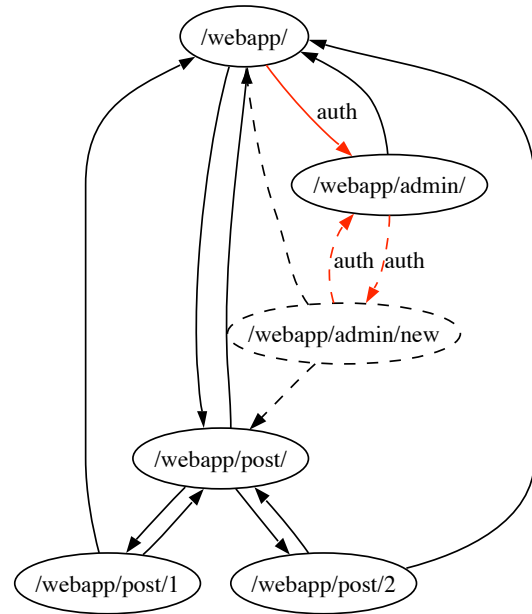 /webapp/
auth
/webapp/admin/
auth auth
/webapp/admin/new
/webapp/post/
/webapp/post/1 /webapp/post/2